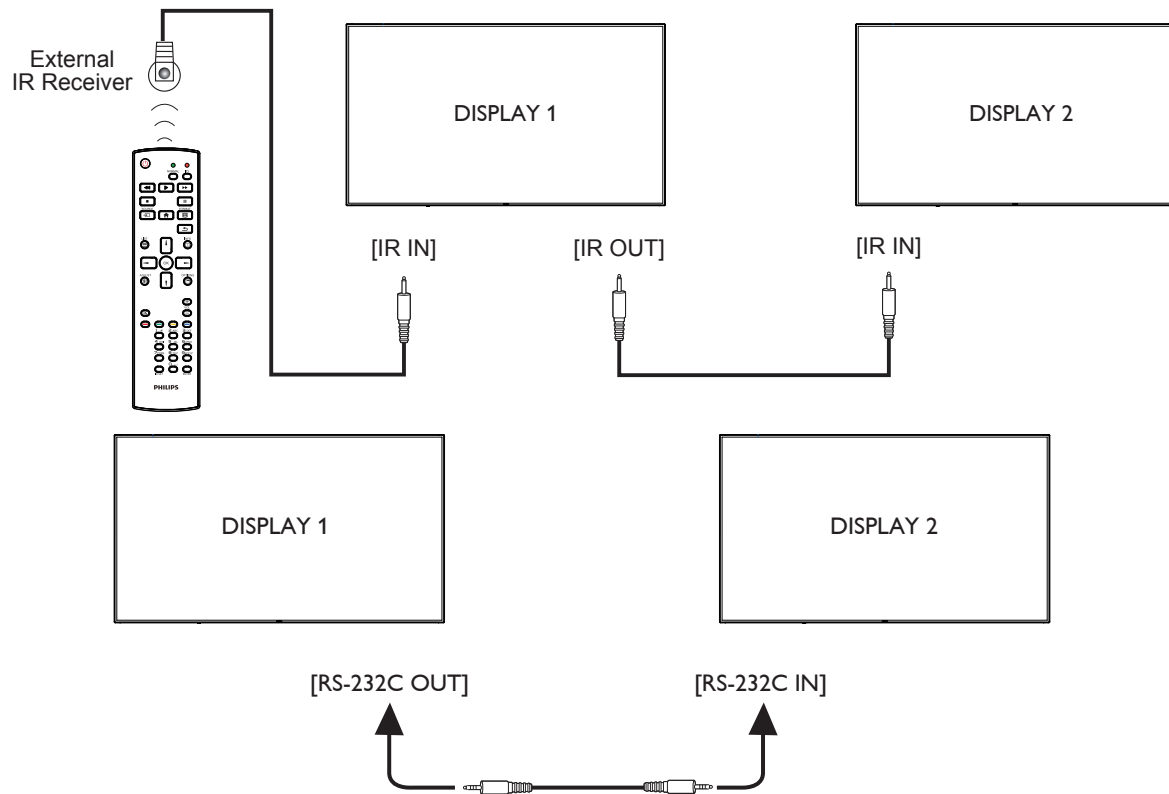 External
IR Receiver
DISPLAY 1
DISPLAY 2
[IR IN]
[IR OUT]
[IR IN]
PHILIPS
DISPLAY 1
DISPLAY 2
[RS-232C OUT]
[RS-232C IN]